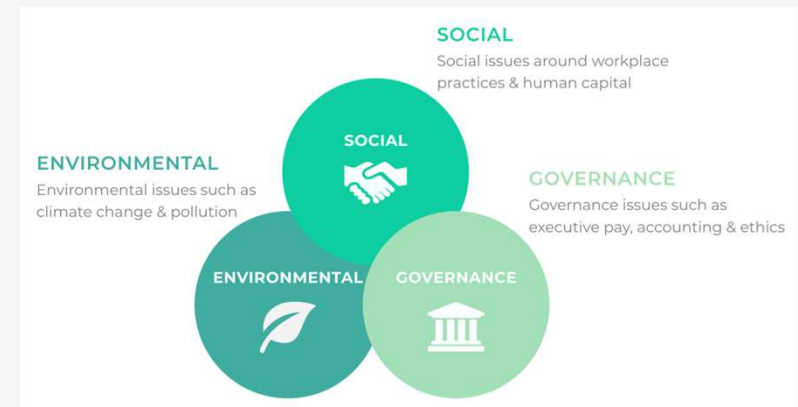 SOCIAL
Social issues around workplace
practices & human capital
SOCIAL
ENVIRONMENTAL
Environmental issues such as
climate change & pollution
GOVERNANCE
Governance issues such as
executive pay, accounting & ethics
ENVIRONMENTAL
GOVERNANCE